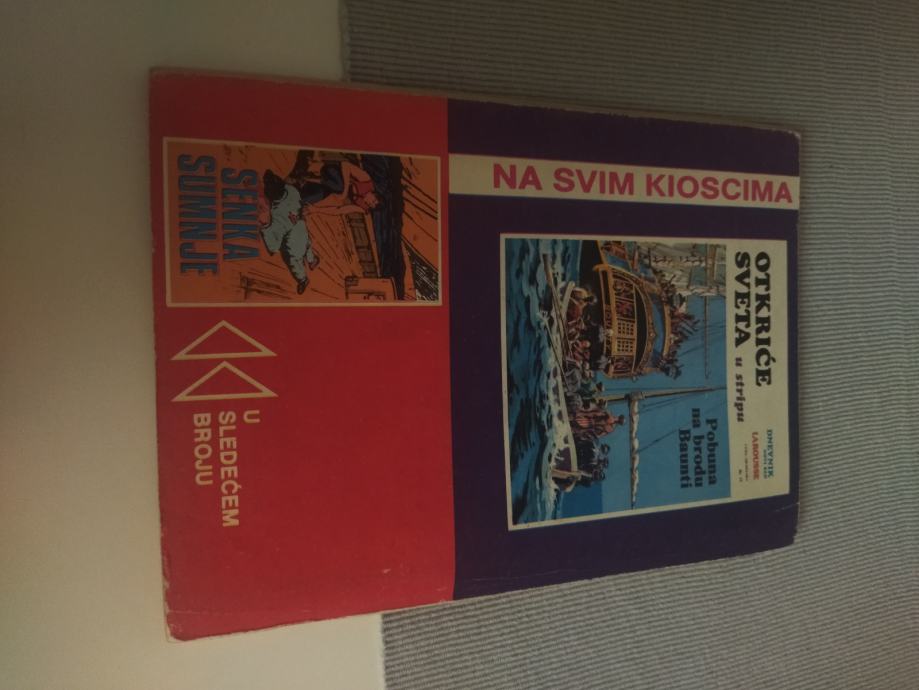 NA SVIM KIOSCIMA
OTKRIĆE
SVETA u stripu
DNEVNIK
LAROUSSE
Pobuna
na brodu
Baunti
SENKA
SUMNJE
U
SLEDEĆEM
BROJU